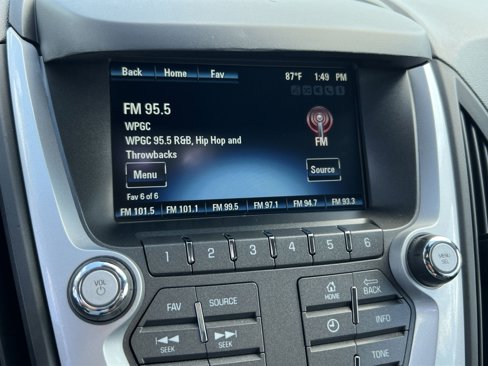 Back Home Fav 87°F 1:49 PM
FM 95.5
WPGC
WPGC 95.5 R&B, Hip Hop and
Throwbacks
FM
Menu
Source
Fav 6 of 6
FM 101.5 FM 101.1 FM 99.5 FM 97.1 FM 94.7 FM 93.3
1 2 3 4 5 6
VOL
MENU
SEL
FAV SOURCE
HOME BACK
SEEK SEEK
INFO
TONE